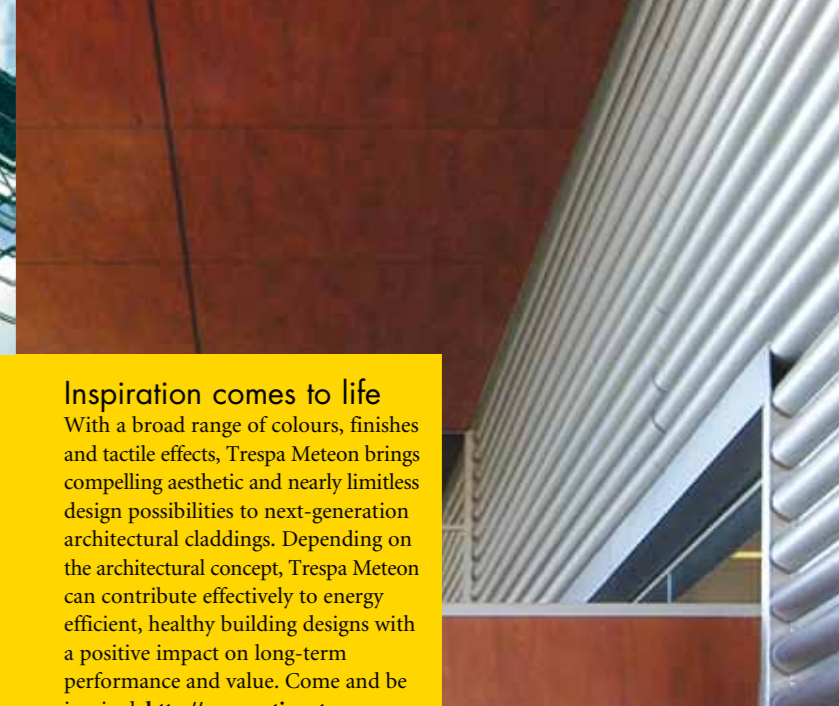 Inspiration comes to life
With a broad range of colours, finishes
and tactile effects, Trespa Meteon brings
compelling aesthetic and nearly limitless
design possibilities to next-generation
architectural claddings. Depending on
the architectural concept, Trespa Meteon
can contribute effectively to energy
efficient, healthy building designs with
a positive impact on long-term
performance and value. Come and be